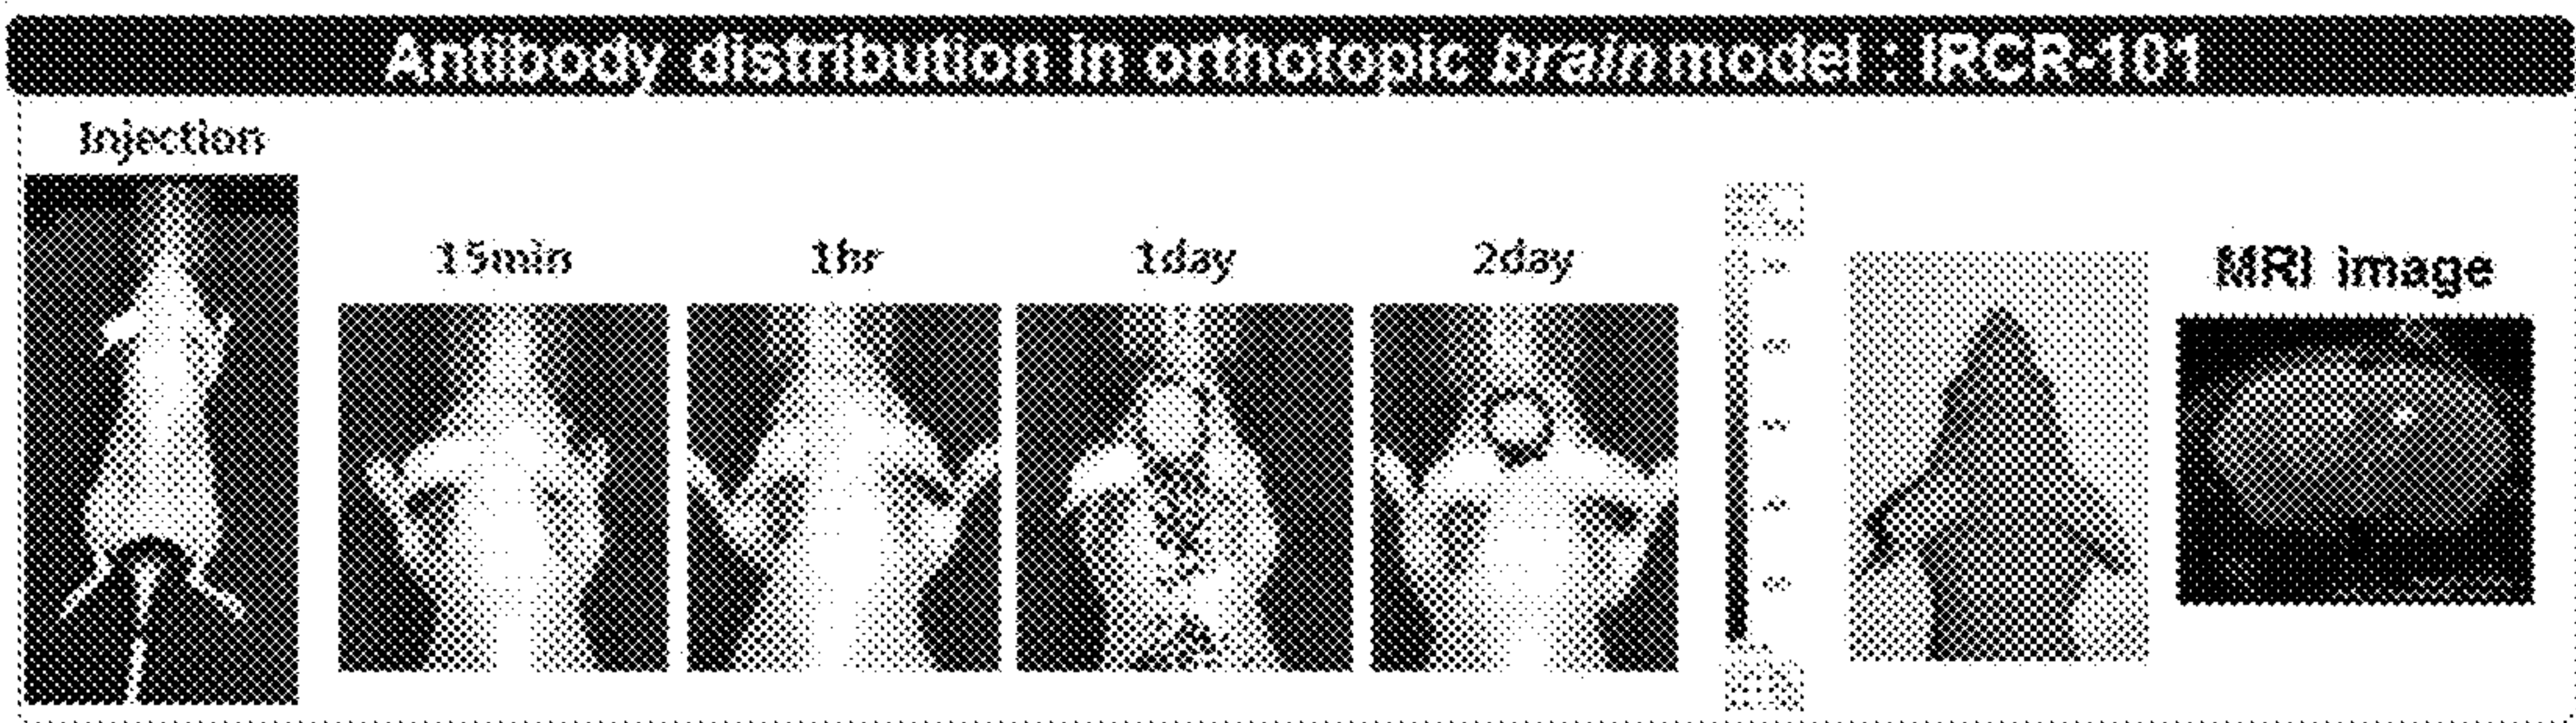 Antibody distribution in orthotopic brain model : IRCR-101
Injection
15min
1hr
1day
2day
MRI image